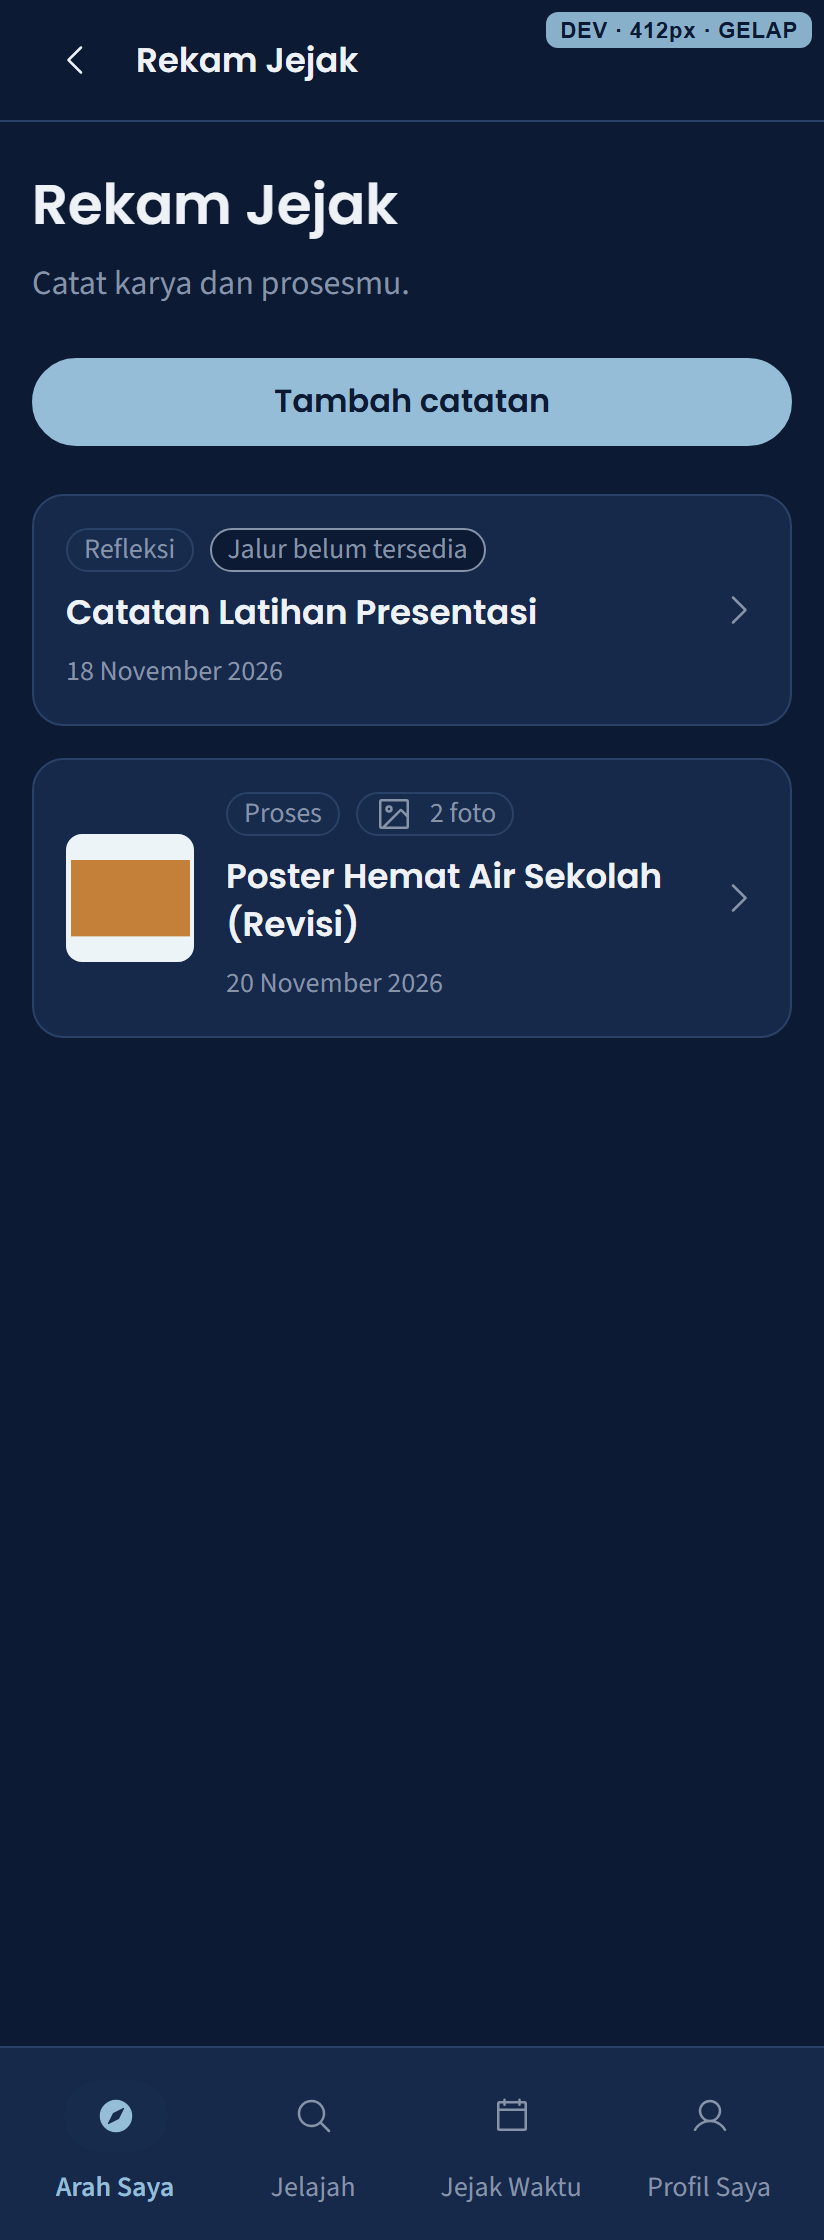 DEV · 412px · GELAP
Rekam Jejak
Rekam Jejak
Catat karya dan prosesmu.
Tambah catatan
Refleksi
Jalur belum tersedia
Catatan Latihan Presentasi
18 November 2026
Proses
2 foto
Poster Hemat Air Sekolah
(Revisi)
20 November 2026
Arah Saya
Jelajah
Jejak Waktu
Profil Saya